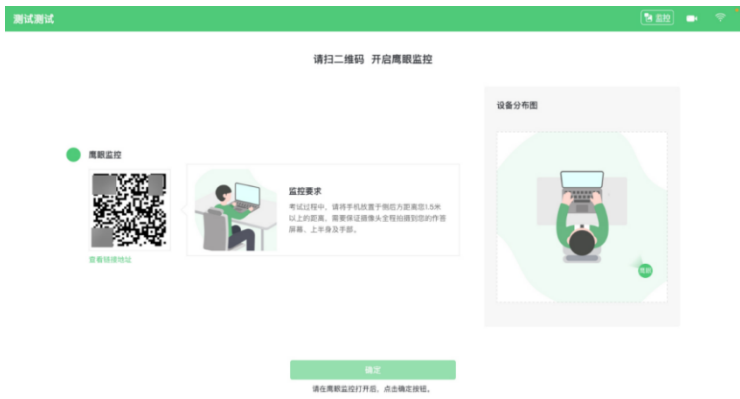 测试测试
监控
请扫二维码 开启鹰眼监控
设备分布图
鹰眼监控
监控要求
考试过程中，请将手机放置于侧后方距离您1.5米
以上的距离，需要保证摄像头全程拍摄到您的作答
屏幕、上半身及手部。
查看链接地址
鹰眼
确定
请在鹰眼监控打开后，点击确定按钮。